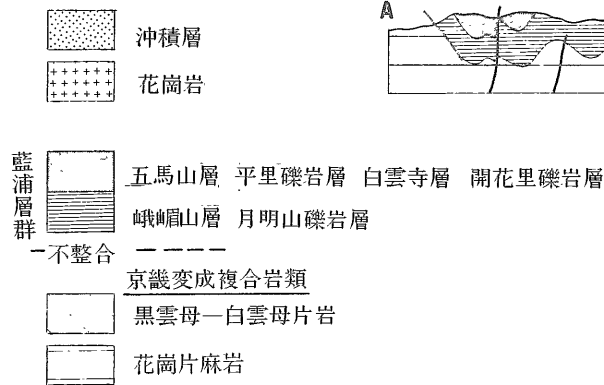 A
沖積層
花崗岩
藍浦層群
五馬山層 平里礫岩層 白雲寺層 開花里礫岩層
峨嵋山層 月明山礫岩層
不整合
京畿変成複合岩類
黒雲母—白雲母片岩
花崗片麻岩